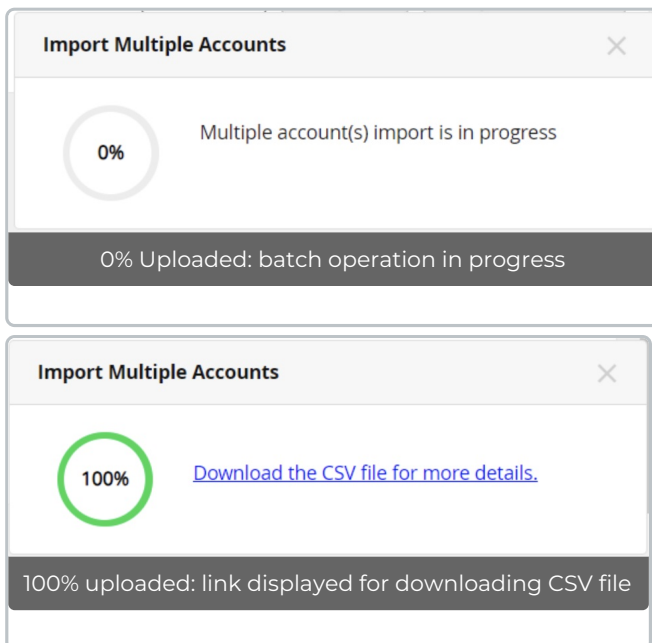 Import Multiple Accounts
0%
Multiple account(s) import is in progress
0% Uploaded: batch operation in progress
Import Multiple Accounts
100%
Download the CSV file for more details.
100% uploaded: link displayed for downloading CSV file